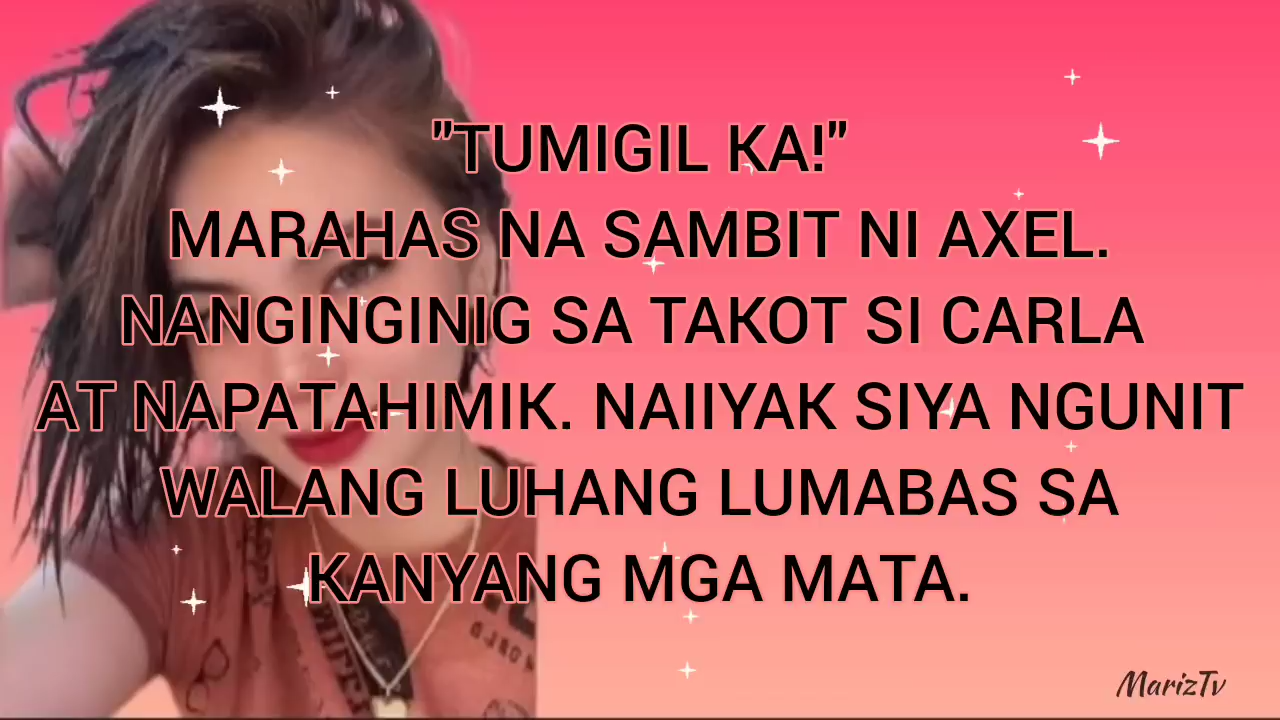 "TUMIGIL KA!"
MARAHAS NA SAMBIT NI AXEL.
NANGINGINIG SA TAKOT SI CARLA
AT NAPATAHIMIK. NAIIYAK SIYA NGUNIT
WALANG LUHANG LUMABAS SA
KANYANG MGA MATA.
MarizTv